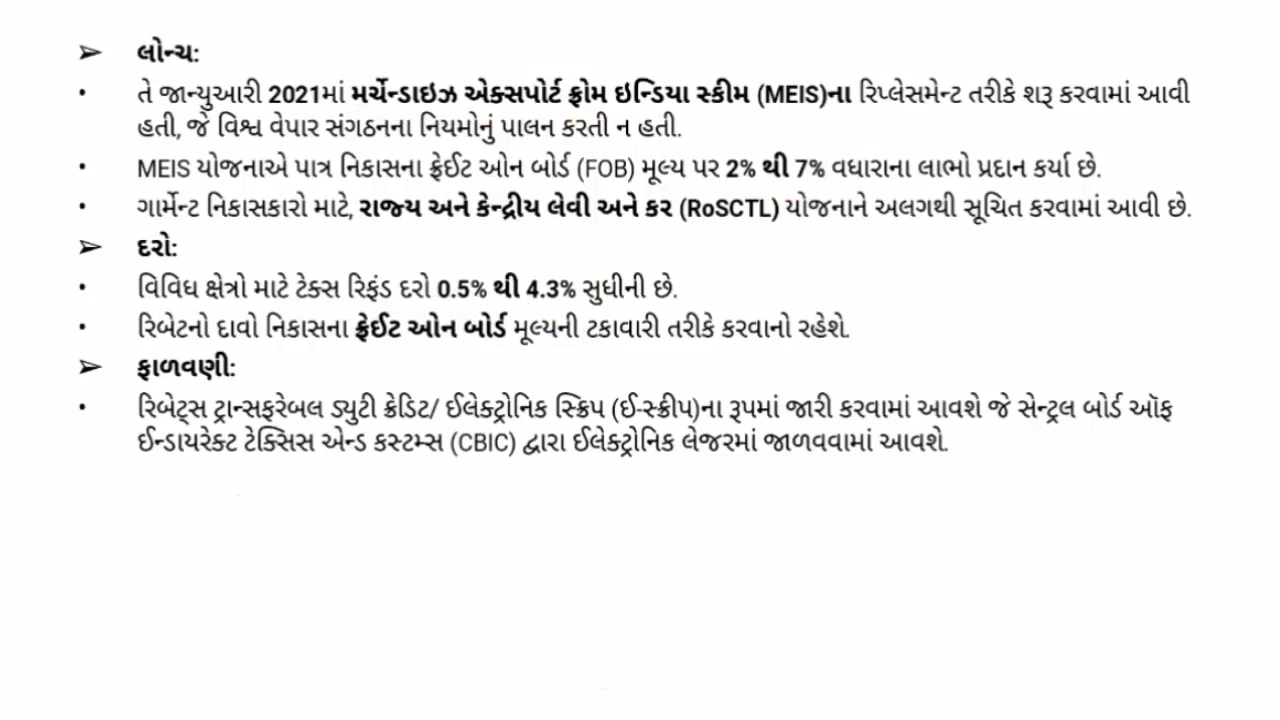 ➢ લોન્ચ:
• તે જાન્યુઆરી 2021માં મર્ચેન્ડાઇઝ એક્સપોર્ટ ફ્રોમ ઇન્ડિયા સ્કીમ (MEIS)ના રિપ્લેસમેન્ટ તરીકે શરૂ કરવામાં આવી
હતી, જે વિશ્વ વેપાર સંગઠનના નિયમોનું પાલન કરતી ન હતી.
• MEIS યોજનાએ પાત્ર નિકાસના ફ્રેઈટ ઓન બોર્ડ (FOB) મૂલ્ય પર 2% થી 7% વધારાના લાભો પ્રદાન કર્યા છે.
• ગાર્મેન્ટ નિકાસકારો માટે, રાજ્ય અને કેન્દ્રીય લેવી અને કર (RoSCTL) યોજનાને અલગથી સૂચિત કરવામાં આવી છે.
➢ દરો:
• વિવિધ ક્ષેત્રો માટે ટેક્સ રિફંડ દરો 0.5% થી 4.3% સુધીની છે.
• રિબેટનો દાવો નિકાસના ફ્રેઈટ ઓન બોર્ડ મૂલ્યની ટકાવારી તરીકે કરવાનો રહેશે.
➢ ફાળવણી:
• રિબેટ્સ ટ્રાન્સફરેબલ ડ્યુટી ક્રેડિટ/ ઈલેક્ટ્રોનિક સ્ક્રિપ (ઈ-સ્ક્રીપ)ના રૂપમાં જારી કરવામાં આવશે જે સેન્ટ્રલ બોર્ડ ઑફ
ઈન્ડાયરેક્ટ ટેક્સિસ એન્ડ કસ્ટમ્સ (CBIC) દ્વારા ઈલેક્ટ્રોનિક લેજરમાં જાળવવામાં આવશે.